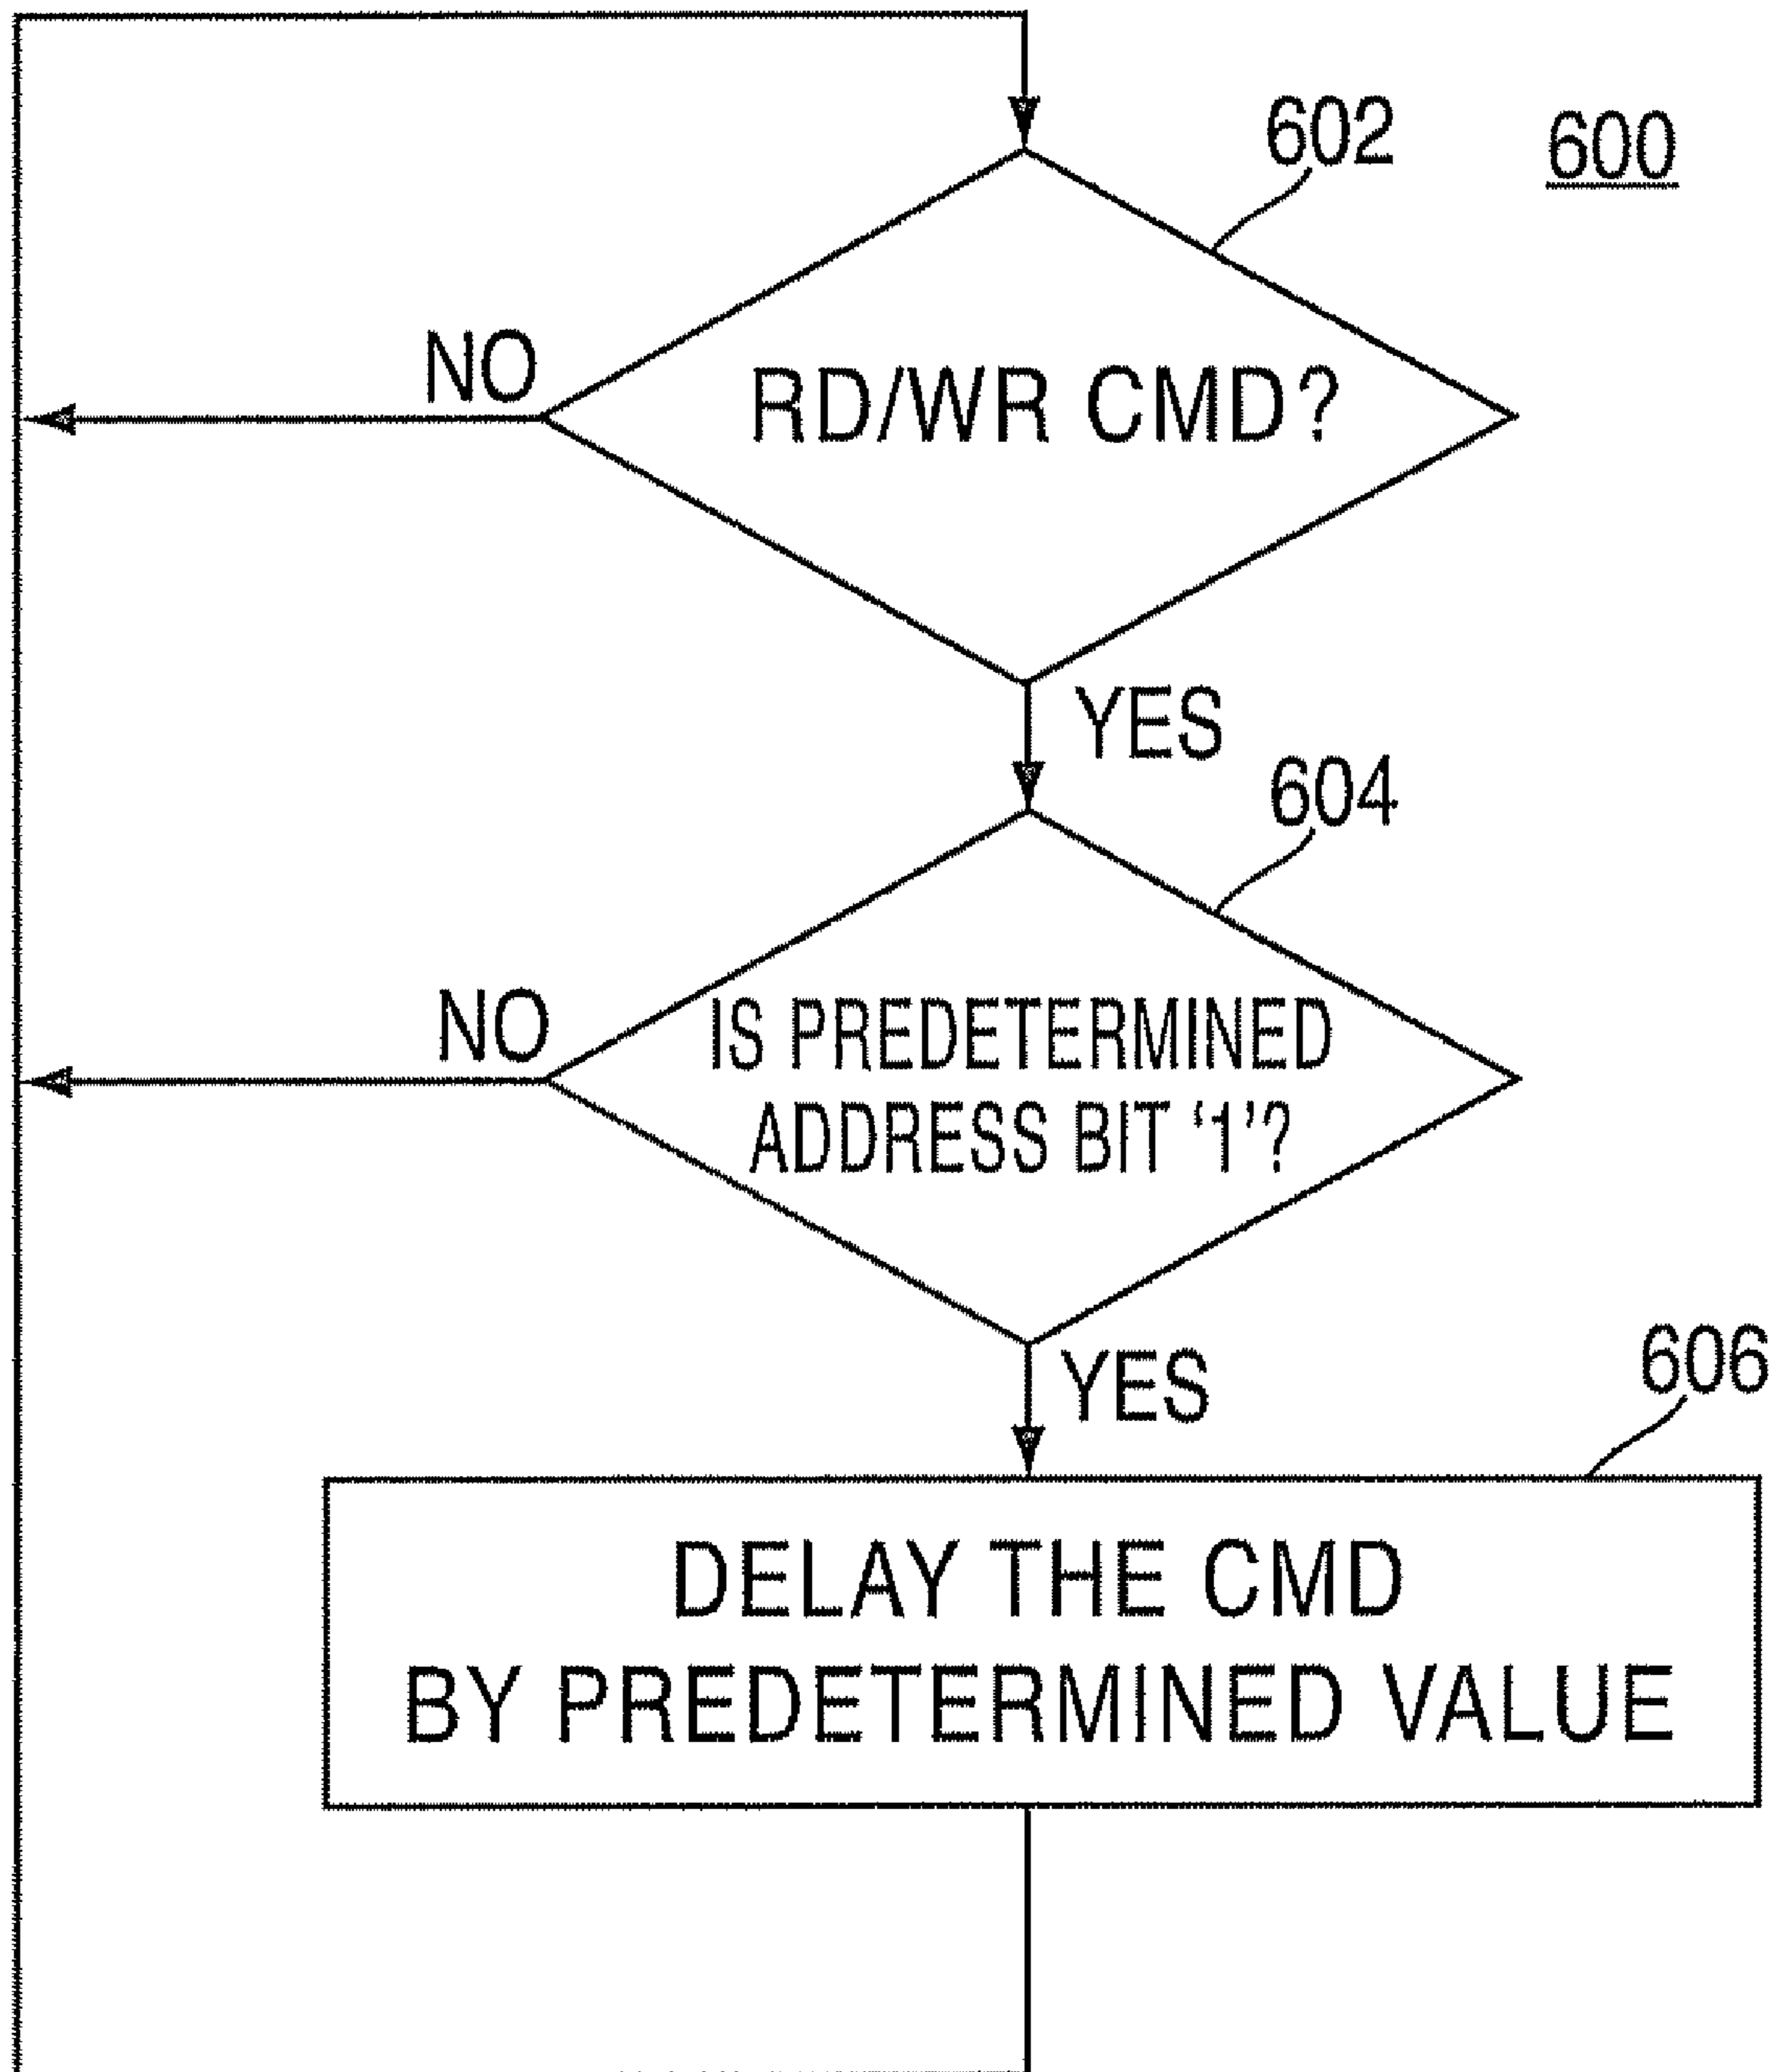 602
600
NO
RD/WR CMD?
YES
604
NO
IS PREDETERMINED
ADDRESS BIT ‘1’?
YES
606
DELAY THE CMD
BY PREDETERMINED VALUE